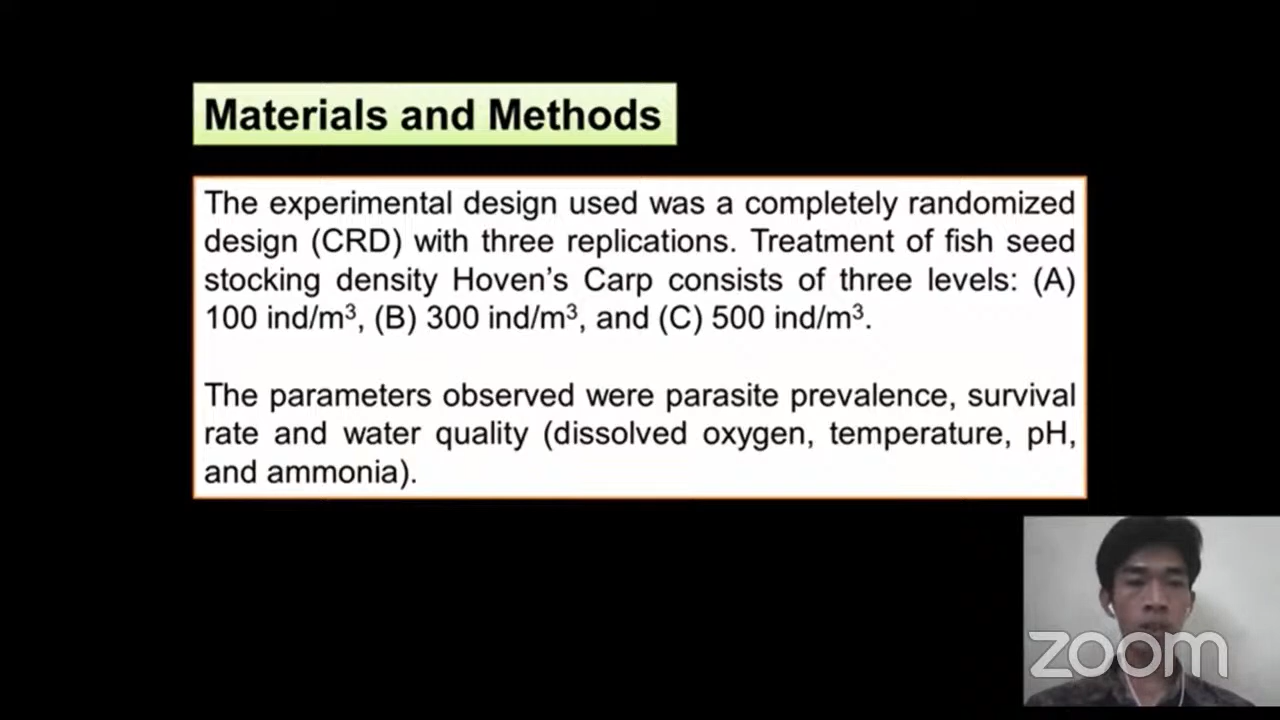 Materials and Methods
The experimental design used was a completely randomized
design (CRD) with three replications. Treatment of fish seed
stocking density Hoven’s Carp consists of three levels: (A)
100 ind/m³, (B) 300 ind/m³, and (C) 500 ind/m³.
The parameters observed were parasite prevalence, survival
rate and water quality (dissolved oxygen, temperature, pH,
and ammonia).
zoom